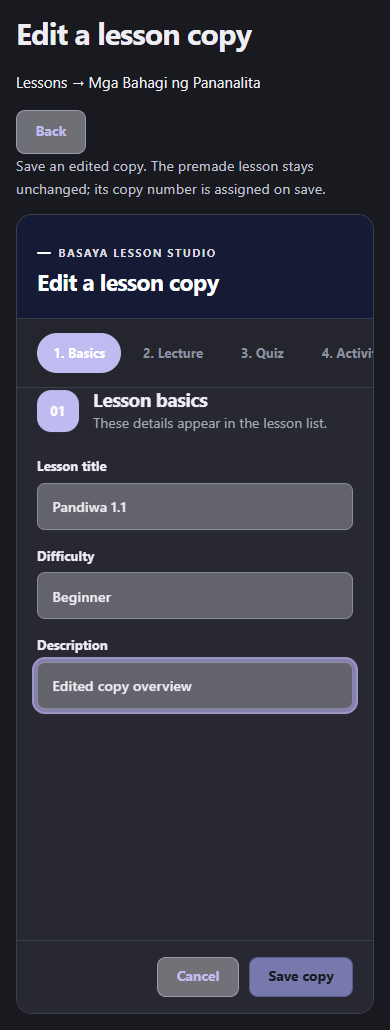 Edit a lesson copy
Lessons → Mga Bahagi ng Pananalita
Back
Save an edited copy. The premade lesson stays
unchanged; its copy number is assigned on save.
BASAYA LESSON STUDIO
Edit a lesson copy
1. Basics 2. Lecture 3. Quiz 4. Activi
01 Lesson basics
These details appear in the lesson list.
Lesson title
Pandiwa 1.1
Difficulty
Beginner
Description
Edited copy overview
Cancel Save copy